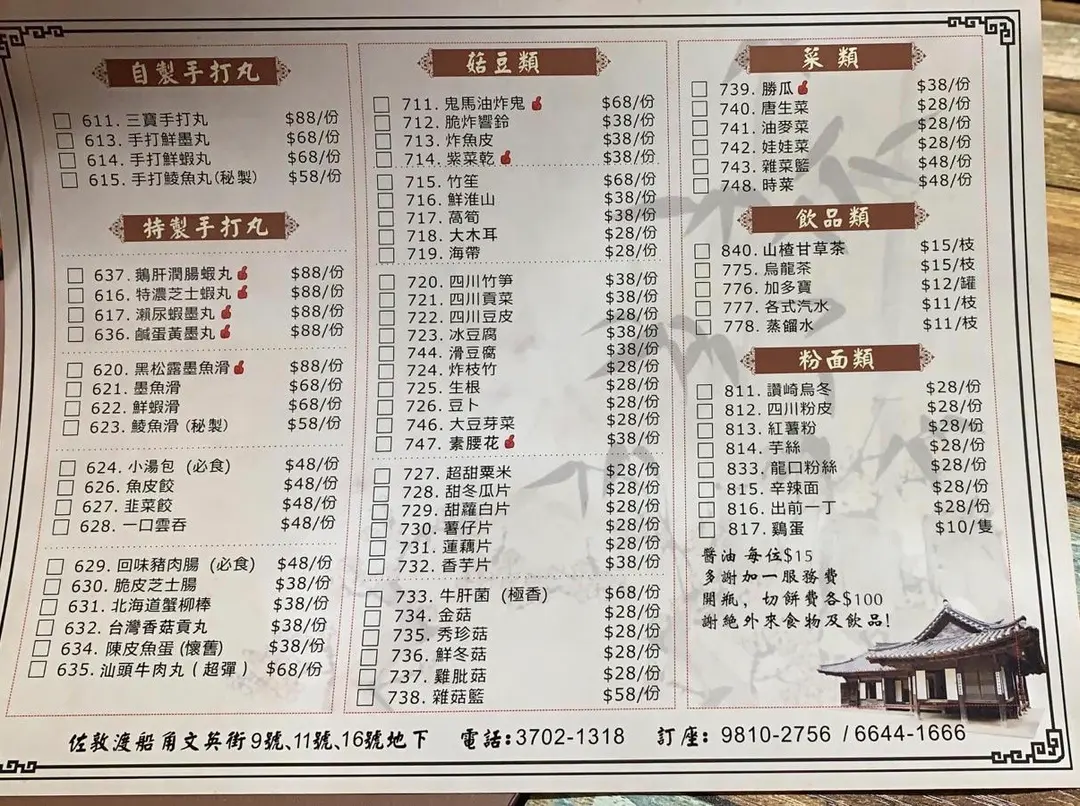 自製手打丸
611. 三寶手打丸 $88/份
613. 手打鮮墨丸 $68/份
614. 手打鮮蝦丸 $68/份
615. 手打鯪魚丸(秘製) $58/份
特製手打丸
637. 鵝肝潤腸蝦丸 $88/份
616. 特濃芝士蝦丸 $88/份
617. 瀨尿蝦墨丸 $88/份
636. 鹹蛋黃墨丸 $88/份
620. 黑松露墨魚滑 $88/份
621. 墨魚滑 $68/份
622. 鮮蝦滑 $68/份
623. 鯪魚滑 (秘製) $58/份
624. 小湯包 (必食) $48/份
626. 魚皮餃 $48/份
627. 韭菜餃 $48/份
628. 一口雲吞 $48/份
629. 回味豬肉腸 (必食) $48/份
630. 脆皮芝士腸 $38/份
631. 北海道蟹柳棒 $38/份
632. 台灣香菇貢丸 $38/份
634. 陳皮魚蛋 (懷舊) $38/份
635. 汕頭牛肉丸 ( 超彈 ) $68/份
菇豆類
711. 鬼馬油炸鬼 $68/份
712. 脆炸響鈴 $38/份
713. 炸魚皮 $38/份
714. 紫菜乾 $38/份
715. 竹笙 $68/份
716. 鮮淮山 $38/份
717. 萵筍 $38/份
718. 大木耳 $28/份
719. 海帶 $28/份
720. 四川竹笋 $38/份
721. 四川貢菜 $38/份
722. 四川豆皮 $28/份
723. 冰豆腐 $38/份
744. 滑豆腐 $38/份
724. 炸枝竹 $28/份
725. 生根 $28/份
726. 豆卜 $28/份
746. 大豆芽菜 $28/份
747. 素腰花 $38/份
727. 超甜粟米 $28/份
728. 甜冬瓜片 $28/份
729. 甜蘿白片 $28/份
730. 薯仔片 $28/份
731. 蓮藕片 $28/份
732. 香芋片 $28/份
733. 牛肝菌 (極香) $68/份
734. 金菇 $28/份
735. 秀珍菇 $28/份
736. 鮮冬菇 $28/份
737. 雞肶菇 $28/份
738. 雜菇籃 $58/份
菜類
739. 勝瓜 $38/份
740. 唐生菜 $28/份
741. 油麥菜 $28/份
742. 娃娃菜 $28/份
743. 雜菜籃 $48/份
748. 時菜 $48/份
飲品類
840. 山楂甘草茶 $15/枝
775. 烏龍茶 $15/枝
776. 加多寶 $12/罐
777. 各式汽水 $11/枝
778. 蒸餾水 $11/枝
粉面類
811. 讚崎烏冬 $28/份
812. 四川粉皮 $28/份
813. 紅薯粉 $28/份
814. 芋絲 $28/份
833. 龍口粉絲 $28/份
815. 辛辣面 $28/份
816. 出前一丁 $28/份
817. 鷄蛋 $10/隻
醬油 每位$15
多謝加一服務費
開瓶，切餅費各$100
謝絕外來食物及飲品!
佐敦渡船角文英街9號、11號、16號地下 電話:3702-1318 訂座: 9810-2756 / 6644-1666